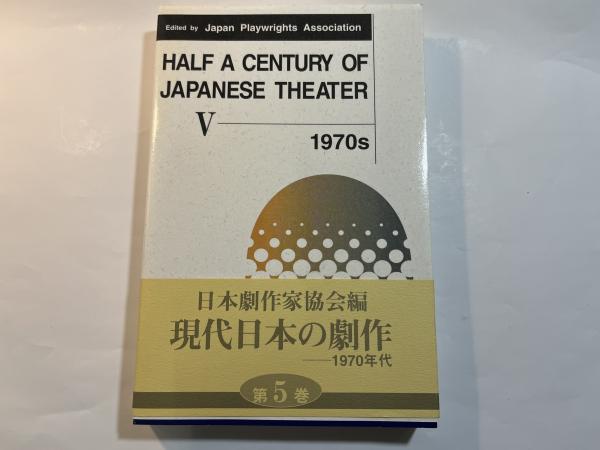 Edited by Japan Playwrights Association
HALF A CENTURY OF
JAPANESE THEATER
V
1970s
日本劇作家協会編
現代日本の劇作
——1970年代
第5巻